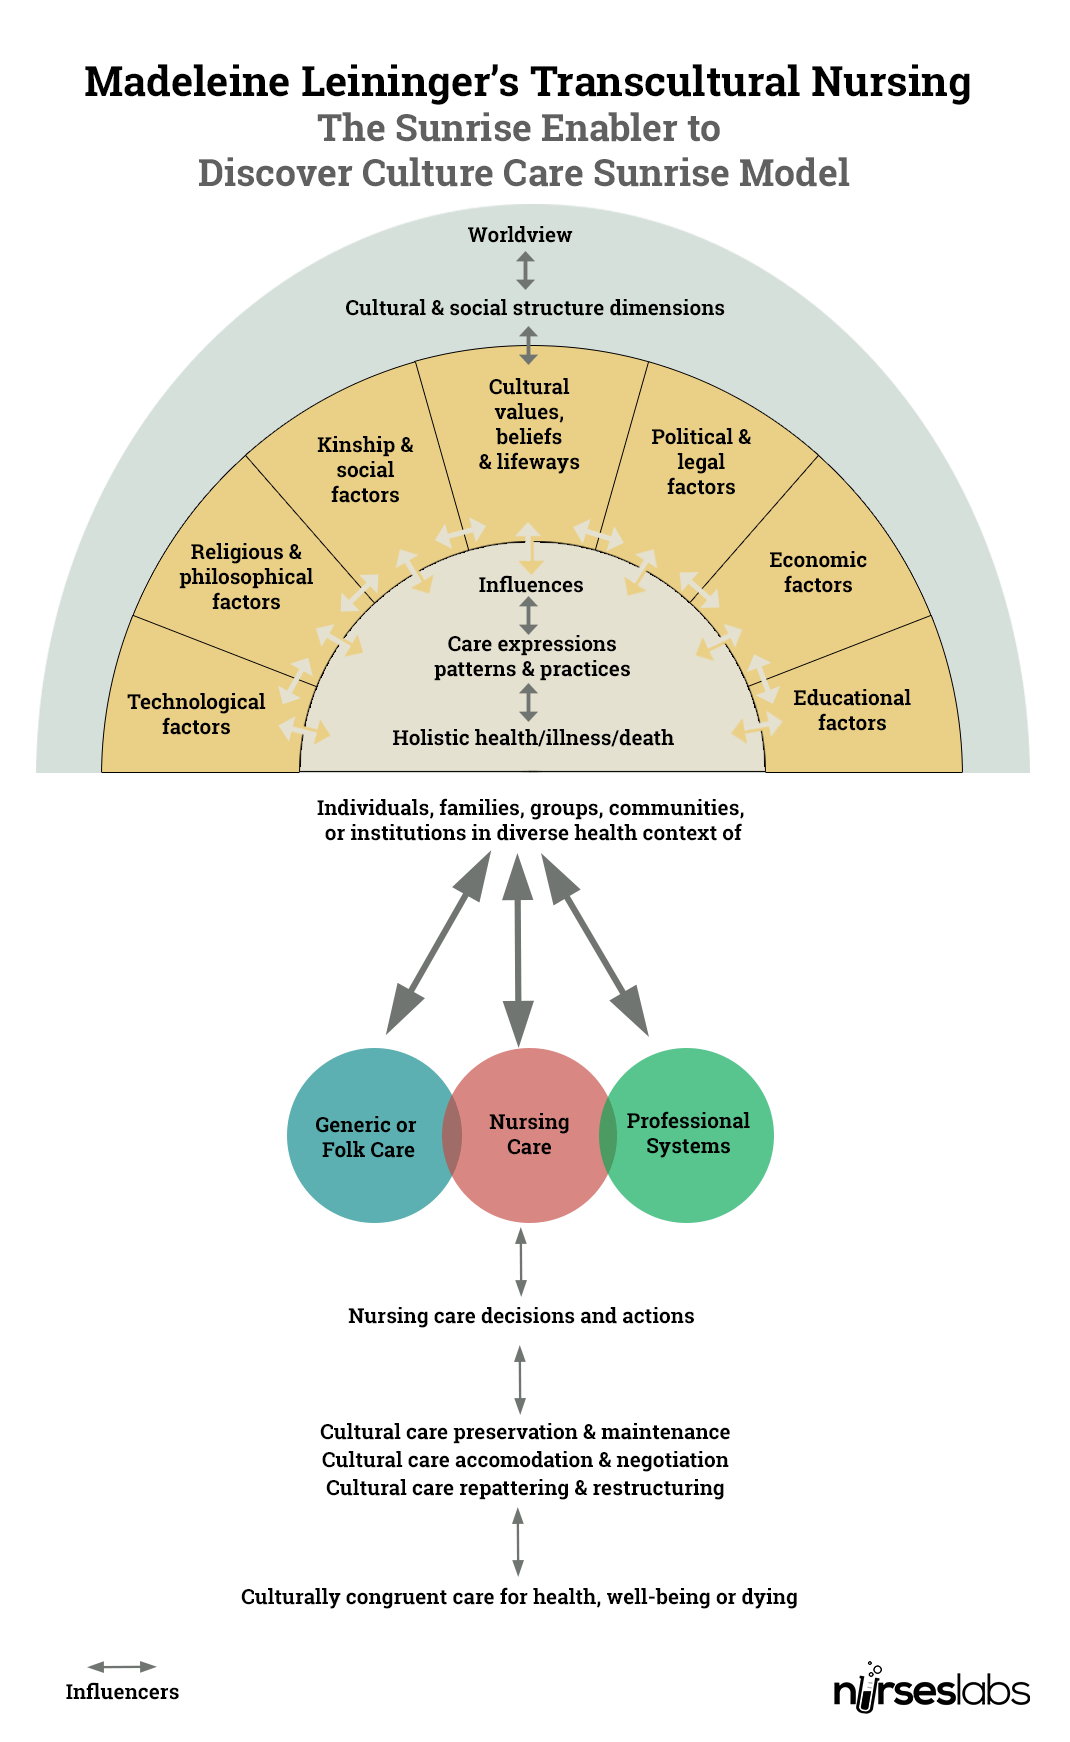 Madeleine Leininger’s Transcultural Nursing
The Sunrise Enabler to
Discover Culture Care Sunrise Model
Worldview
Cultural & social structure dimensions
Cultural
values,
beliefs
& lifeways
Kinship &
social
factors
Political &
legal
factors
Religious &
philosophical
factors
Economic
factors
Technological
factors
Educational
factors
Influences
Care expressions
patterns & practices
Holistic health/illness/death
Individuals, families, groups, communities,
or institutions in diverse health context of
Generic or
Folk Care
Nursing
Care
Professional
Systems
Nursing care decisions and actions
Cultural care preservation & maintenance
Cultural care accomodation & negotiation
Cultural care repattering & restructuring
Culturally congruent care for health, well-being or dying
Influencers
nurseslabs